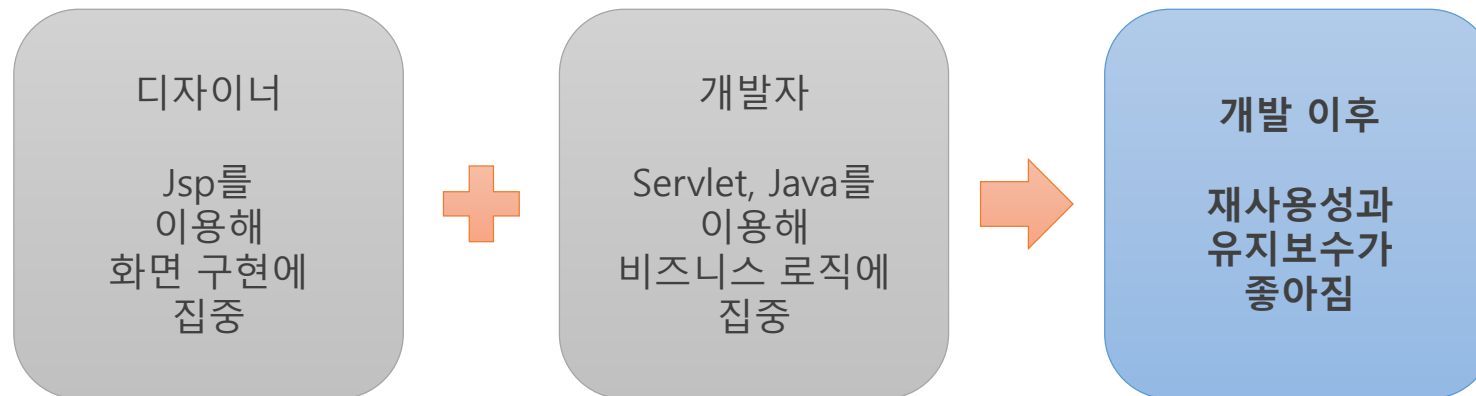 디자이너
Jsp를
이용해
화면 구현에
집중
개발자
Servlet, Java를
이용해
비즈니스 로직에
집중
개발 이후
재사용성과
유지보수가
좋아짐